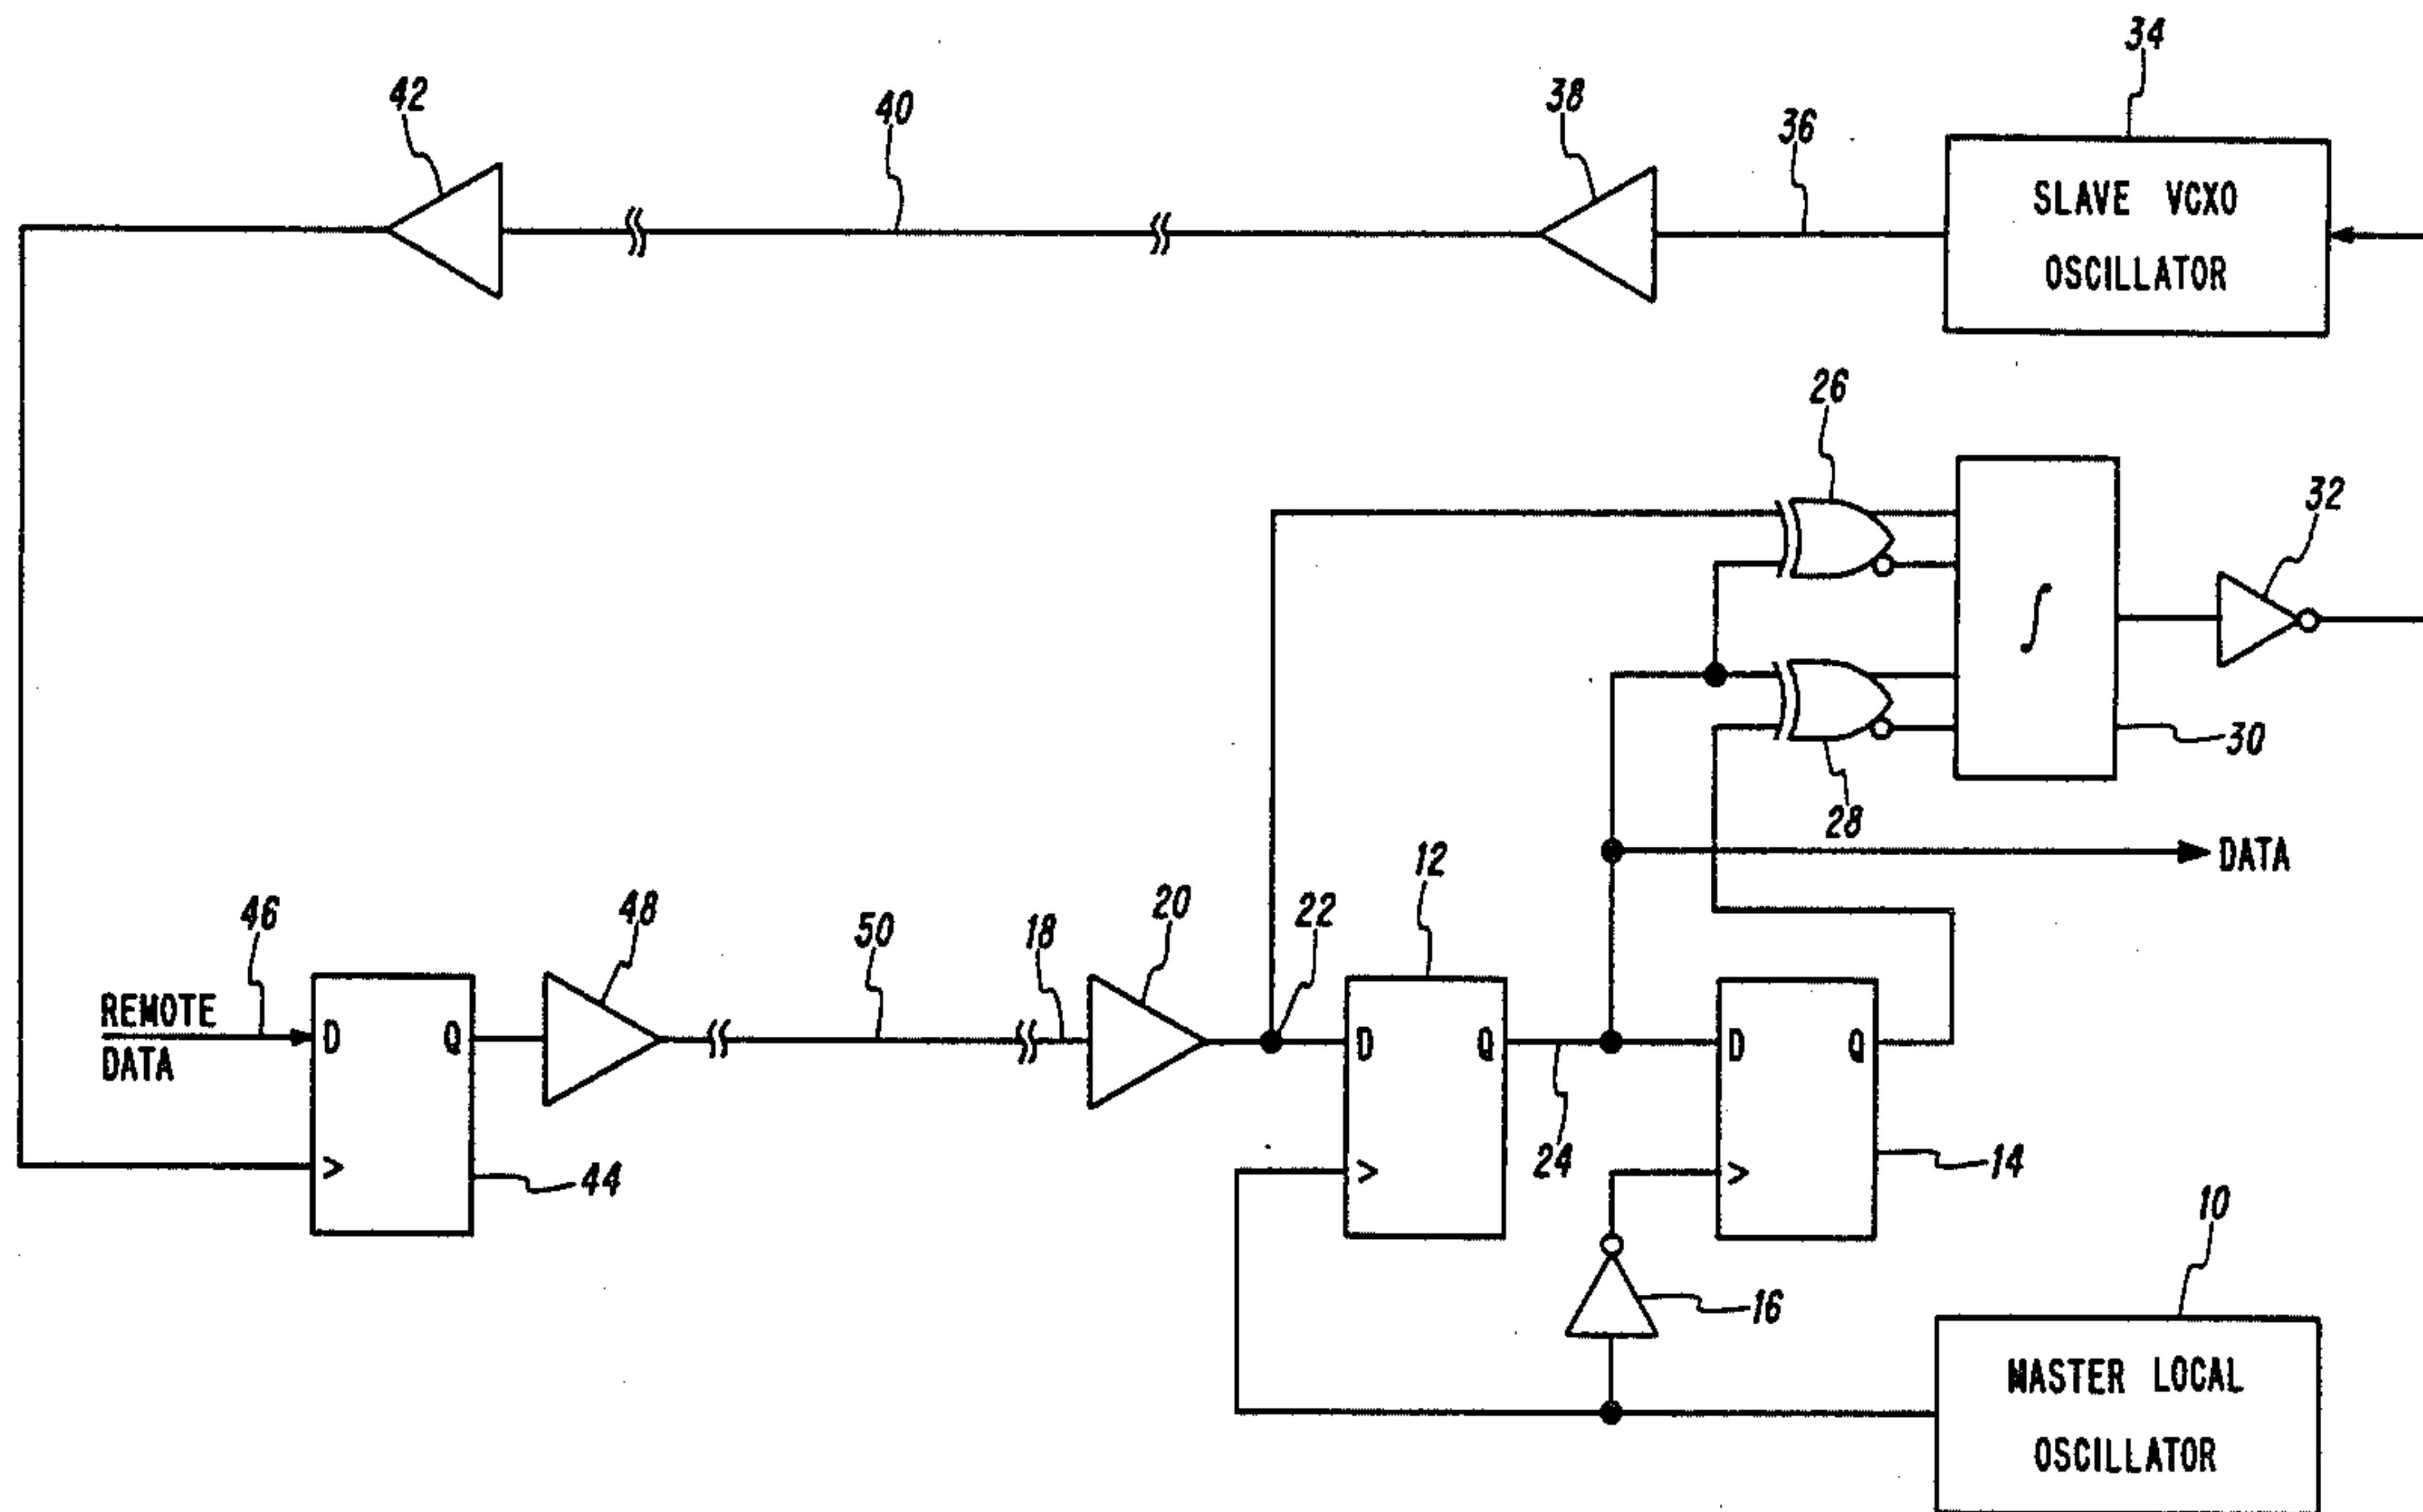 34
42
40
38
36
SLAVE VCXO
OSCILLATOR
26
32
∫
30
28
DATA
12
46
48
50
18
20
22
REMOTE
DATA
D Q
D Q
D Q
>
>
>
44
24
14
10
16
MASTER LOCAL
OSCILLATOR